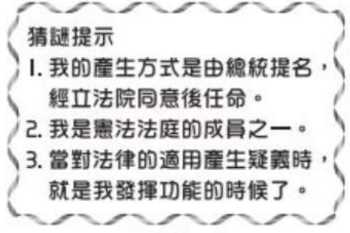 猜謎提示
1. 我的產生方式是由總統提名，
經立法院同意後任命。
2. 我是憲法法庭的成員之一。
3. 當對法律的適用產生疑義時，
就是我發揮功能的時候了。